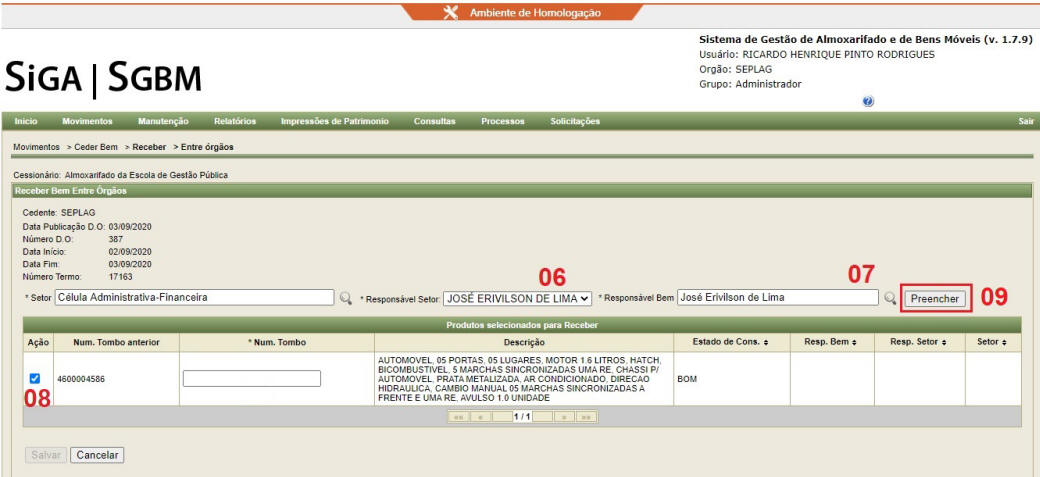 Ambiente de Homologação
Sistema de Gestão de Almoxarifado e de Bens Móveis (v. 1.7.9)
Usuário: RICARDO HENRIQUE PINTO RODRIGUES
Orgão: SEPLAG
Grupo: Administrador
SIGA | SGBM
Inicio Movimentos Manutenção Relatórios Impressões de Patrimonio Consultas Processos Solicitações Sair
Movimentos > Ceder Bem > Receber > Entre órgãos
Cessionário: Almoxarifado da Escola de Gestão Pública
Receber Bem Entre Órgãos
Cedente: SEPLAG
Data Publicação D.O: 03/09/2020
Número D.O: 387
Data Início: 02/09/2020
Data Fim: 03/09/2020
Número Termo: 17163
06 07
* Setor Célula Administrativa-Financeira * Responsável Setor: JOSÉ ERIVILSON DE LIMA * Responsável Bem José Erivilson de Lima Preencher 09
Produtos selecionados para Receber
Ação Num. Tombo anterior * Num. Tombo Descrição Estado de Cons. Resp. Bem Resp. Setor Setor
4600004586
AUTOMOVEL, 05 PORTAS, 05 LUGARES, MOTOR 1.6 LITROS, HATCH,
BICOMBUSTIVEL, 5 MARCHAS SINCRONIZADAS UMA RE, CHASSI P/
AUTOMOVEL, PRATA METALIZADA, AR CONDICIONADO, DIRECAO
HIDRAULICA, CAMBIO MANUAL 05 MARCHAS SINCRONIZADAS A
FRENTE E UMA RE, AVULSO 1.0 UNIDADE
BOM
08
«« « 1 / 1 » »»
Salvar Cancelar